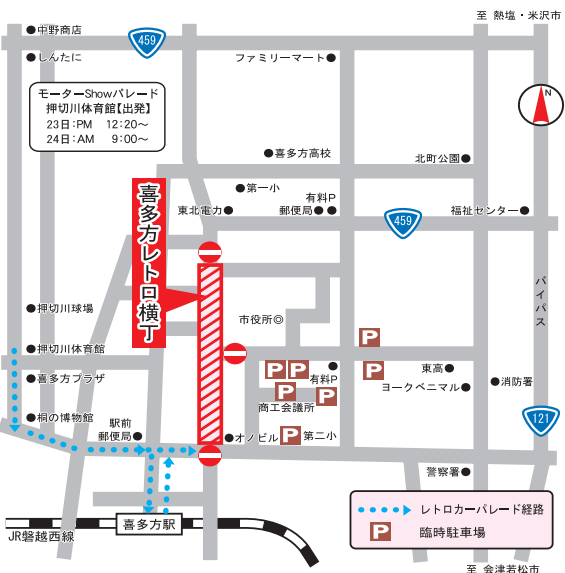 至 熱塩・米沢市
中野商店
459
しんたに
ファミリーマート
モーターShowパレード
押切川体育館【出発】
23日:PM 12:20～
24日:AM 9:00～
N
喜多方高校
北町公園
第一小
有料P
東北電力
郵便局
福祉センター
459
喜多方レトロ横丁
バイパス
押切川球場
市役所◎
P
押切川体育館
P
P
P
東高
喜多方プラザ
有料P
P
P
ヨークベニマル
消防署
桐の博物館
商工会議所
121
駅前
郵便局
オノビル
P
第二小
警察署
レトロカーパレード経路
喜多方駅
P
臨時駐車場
JR磐越西線
至 会津若松市